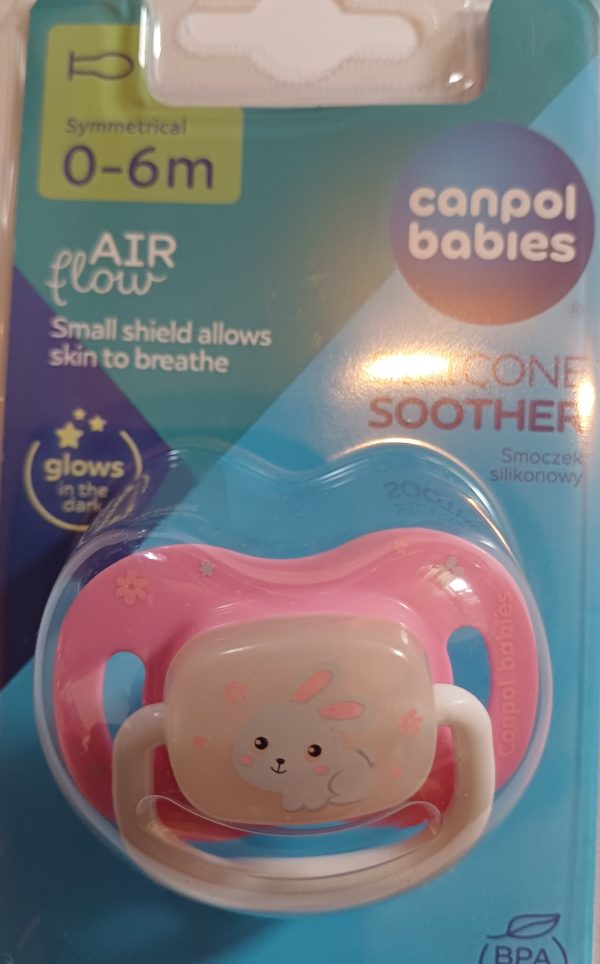 Symmetrical
0-6m
canpol
babies
®
AIR
flow
Small shield allows
skin to breathe
SILICONE
SOOTHER
Smoczek
silikonowy
glows
in the
dark
Canpol babies
BPA